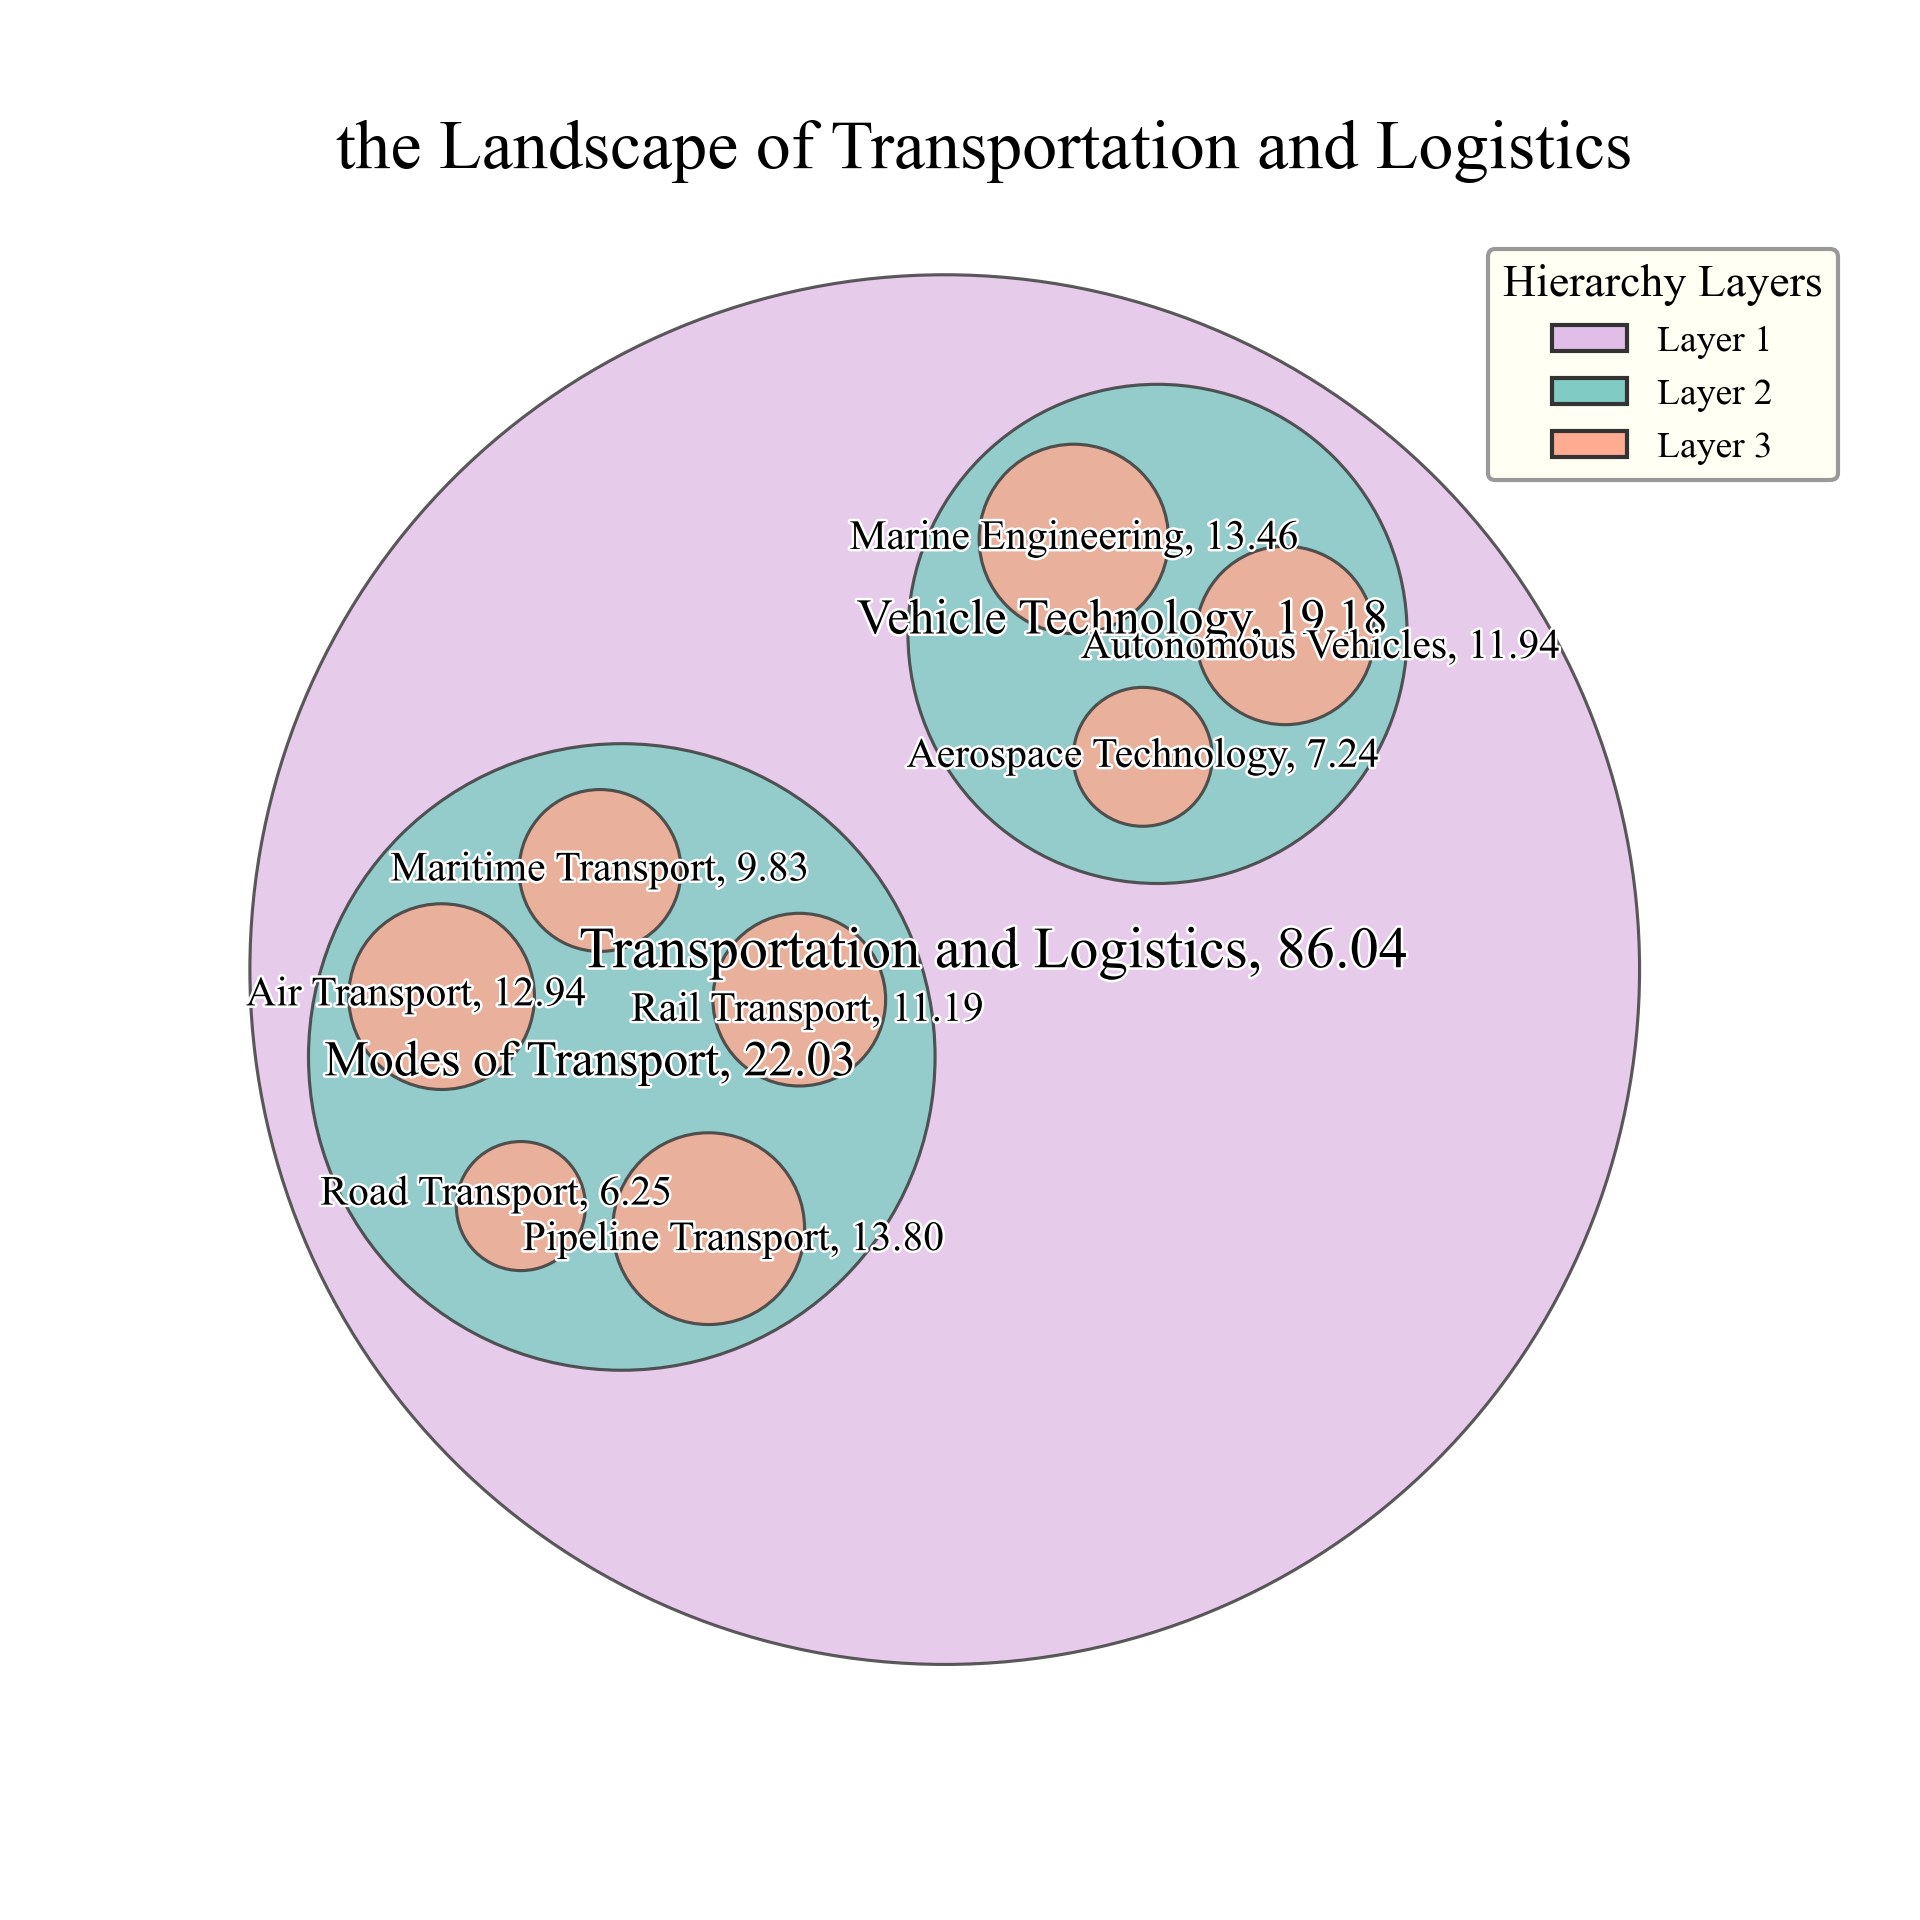 the Landscape of Transportation and Logistics
Hierarchy Layers
Layer 1
Layer 2
Layer 3
Marine Engineering, 13.46
Vehicle Technology, 19.18
Autonomous Vehicles, 11.94
Aerospace Technology, 7.24
Maritime Transport, 9.83
Transportation and Logistics, 86.04
Air Transport, 12.94
Rail Transport, 11.19
Modes of Transport, 22.03
Road Transport, 6.25
Pipeline Transport, 13.80